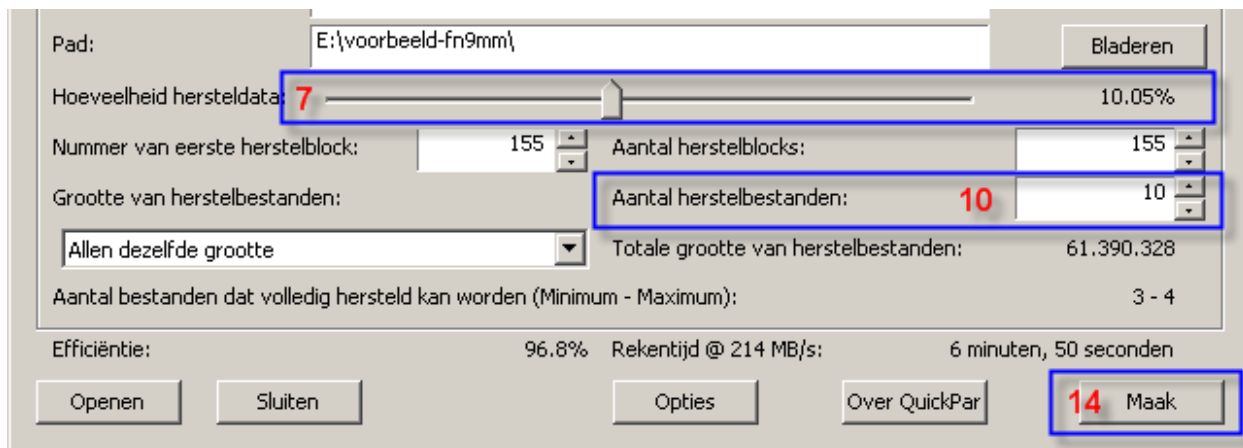 Pad: E:\voorbeeld-fn9mm\ Bladeren
Hoeveelheid hersteldata: 7 10.05%
Nummer van eerste herstelblock: 155 Aantal herstelblocks: 155
Grootte van herstelbestanden: Aantal herstelbestanden: 10 10
Allen dezelfde grootte Totale grootte van herstelbestanden: 61.390.328
Aantal bestanden dat volledig hersteld kan worden (Minimum - Maximum): 3 - 4
Efficiëntie: 96.8% Rekentijd @ 214 MB/s: 6 minuten, 50 seconden
Openen Sluiten Opties Over QuickPar 14 Maak